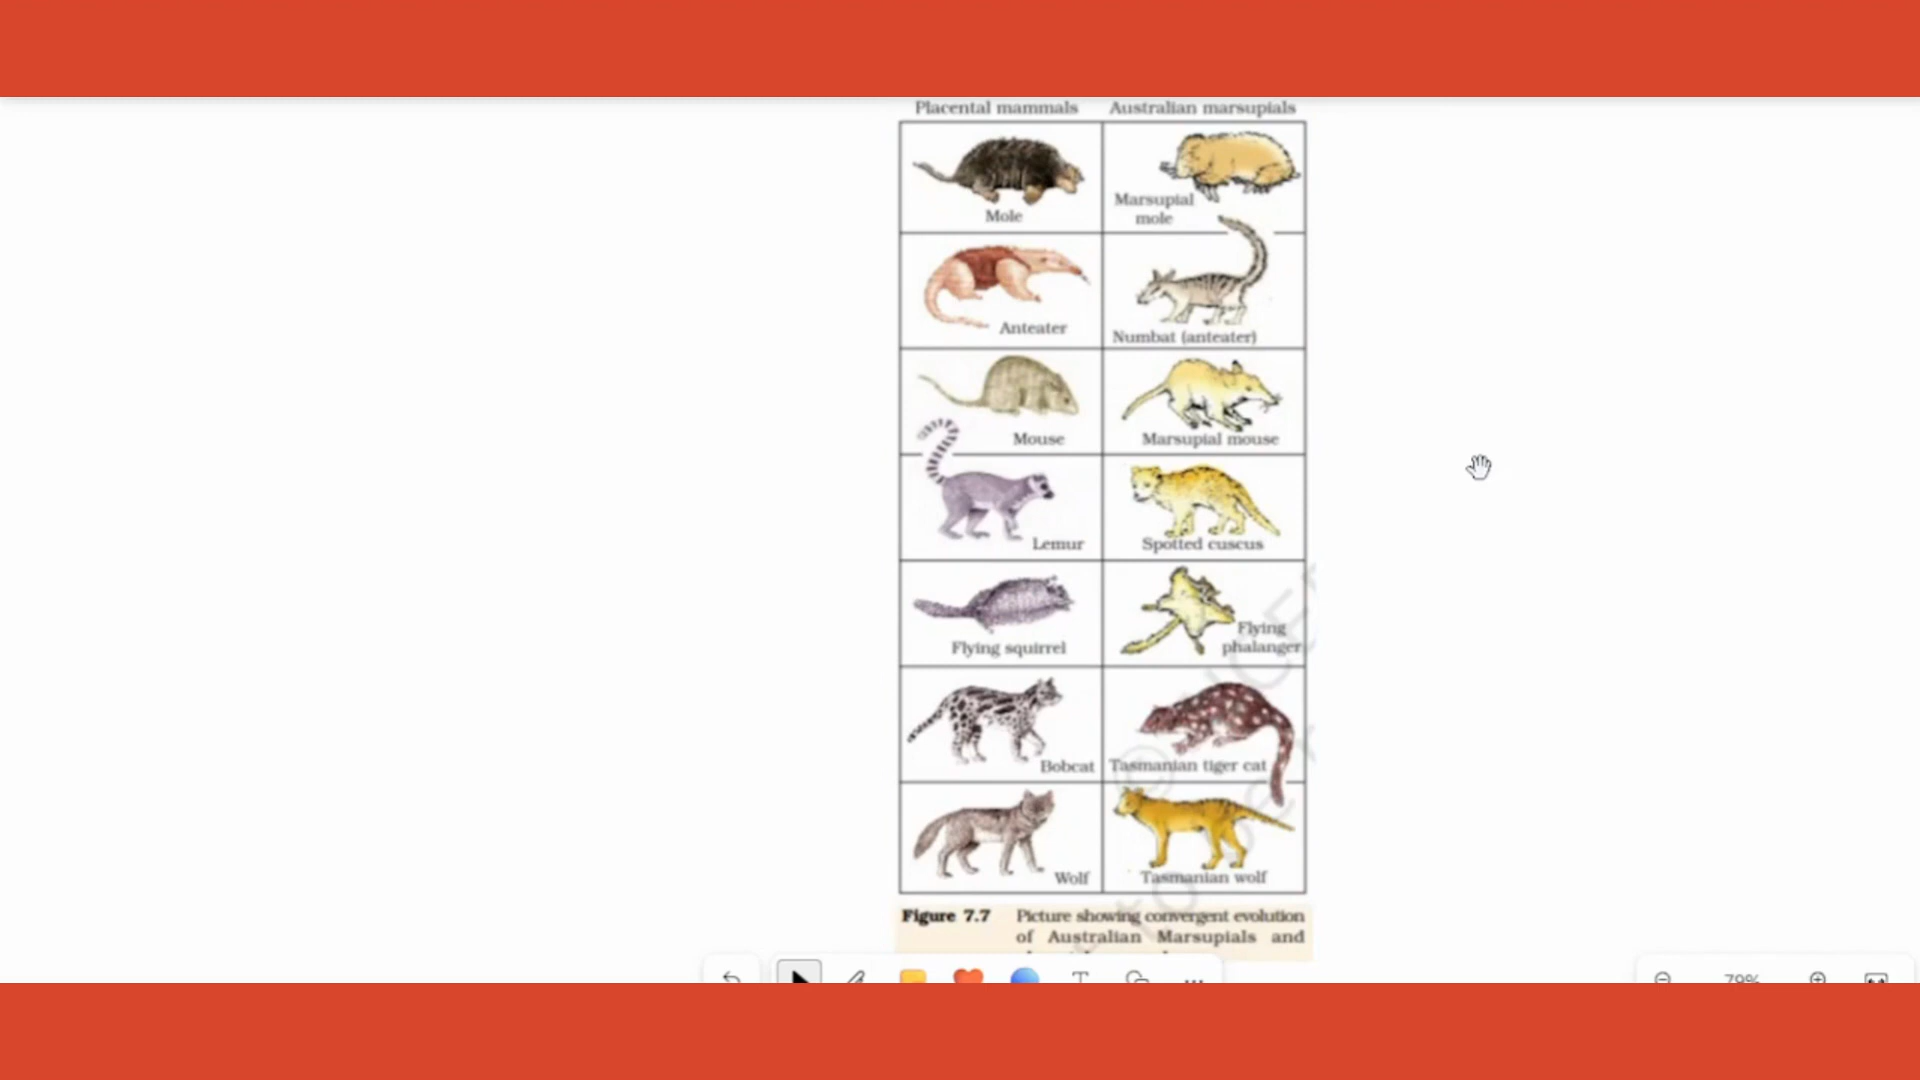 Placental mammals Australian marsupials
Mole
Marsupial
mole
Anteater
Numbat (anteater)
Mouse
Marsupial mouse
Lemur
Spotted cuscus
Flying squirrel
Flying
phalanger
Bobcat
Tasmanian tiger cat
Wolf
Tasmanian wolf
Figure 7.7 Picture showing convergent evolution
of Australian Marsupials and
79%